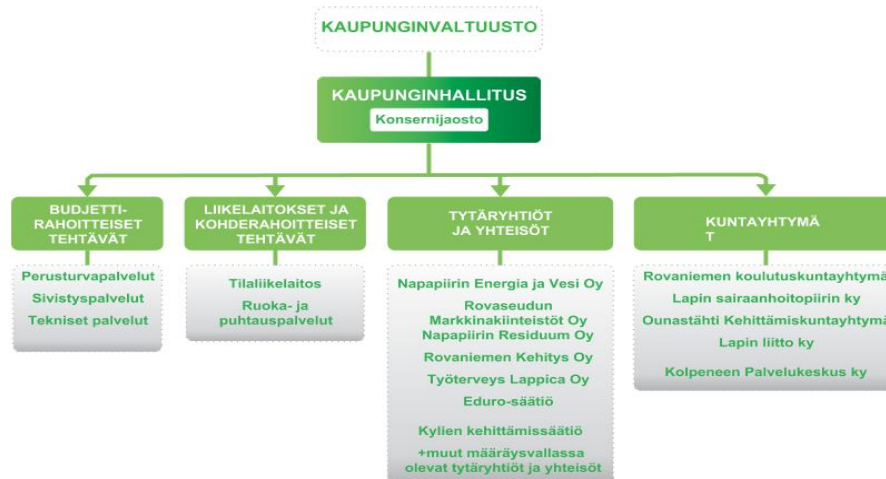 KAUPUNGINVALTUUSTO
KAUPUNGINHALLITUS
Konsernijaosto
BUDJETTI-
RAHOITTEISET
TEHTÄVÄT
Perusturvapalvelut
Sivistyspalvelut
Tekniset palvelut
LIIKELAITOKSET JA
KOHDERAHOITTEISET
TEHTÄVÄT
Tilaliikelaitos
Ruoka- ja
puhtauspalvelut
TYTÄRYHTIÖT
JA YHTEISÖT
Napapiirin Energia ja Vesi Oy
Rovaseudun
Markkinakiinteistöt Oy
Napapiirin Residuum Oy
Rovaniemen Kehitys Oy
Työterveys Lappica Oy
Eduro-säätiö
Kylien kehittämissäätiö
+muut määräysvallassa
olevat tytäryhtiöt ja yhteisöt
KUNTAYHTYMÄ
T
Rovaniemen koulutuskuntayhtymä
Lapin sairaanhoitopiirin ky
Ounastähti Kehittämiskuntayhtymä
Lapin liitto ky
Kolpeneen Palvelukeskus ky